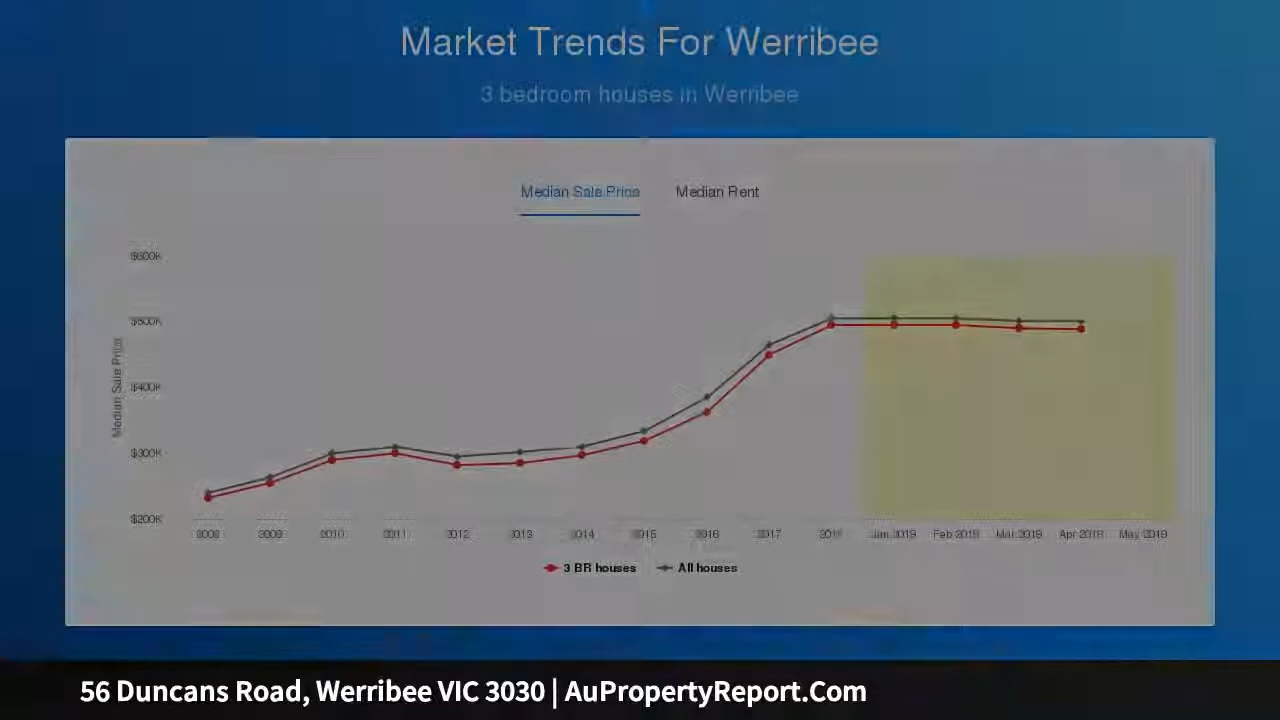 Market Trends For Werribee
3 bedroom houses in Werribee
Median Sale Price Median Rent
$600K
$500K
$400K
$300K
$200K
Median Sale Price
2008 2009 2010 2011 2012 2013 2014 2015 2016 2017 2018 Jan 2019 Feb 2019 Mar 2019 Apr 2019 May 2019
3 BR houses All houses
56 Duncans Road, Werribee VIC 3030 | AuPropertyReport.Com